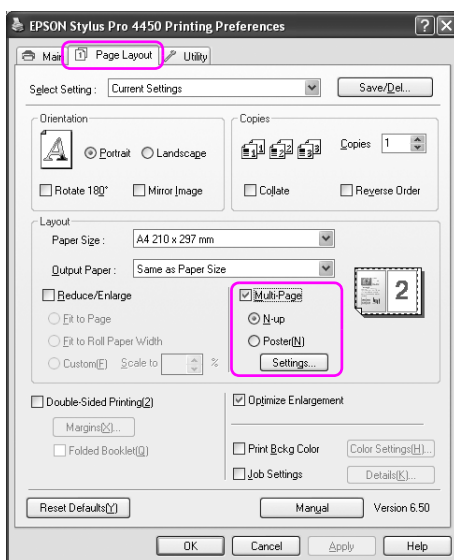 EPSON Stylus Pro 4450 Printing Preferences
Main Page Layout Utility
Select Setting : Current Settings Save/Del...
Orientation
Portrait Landscape
Rotate 180° Mirror Image
Copies
Copies 1
Collate Reverse Order
Layout
Paper Size : A4 210 x 297 mm
Output Paper : Same as Paper Size
Reduce/Enlarge
Fit to Page
Fit to Roll Paper Width
Custom(F) Scale to %
Multi-Page
N-up
Poster(N)
Settings...
2
Double-Sided Printing(2)
Margins(X)...
Folded Booklet(Q)
Optimize Enlargement
Print Bckg Color Color Settings(H)...
Job Settings Details(K)...
Reset Defaults(Y) Manual Version 6.50
OK Cancel Apply Help